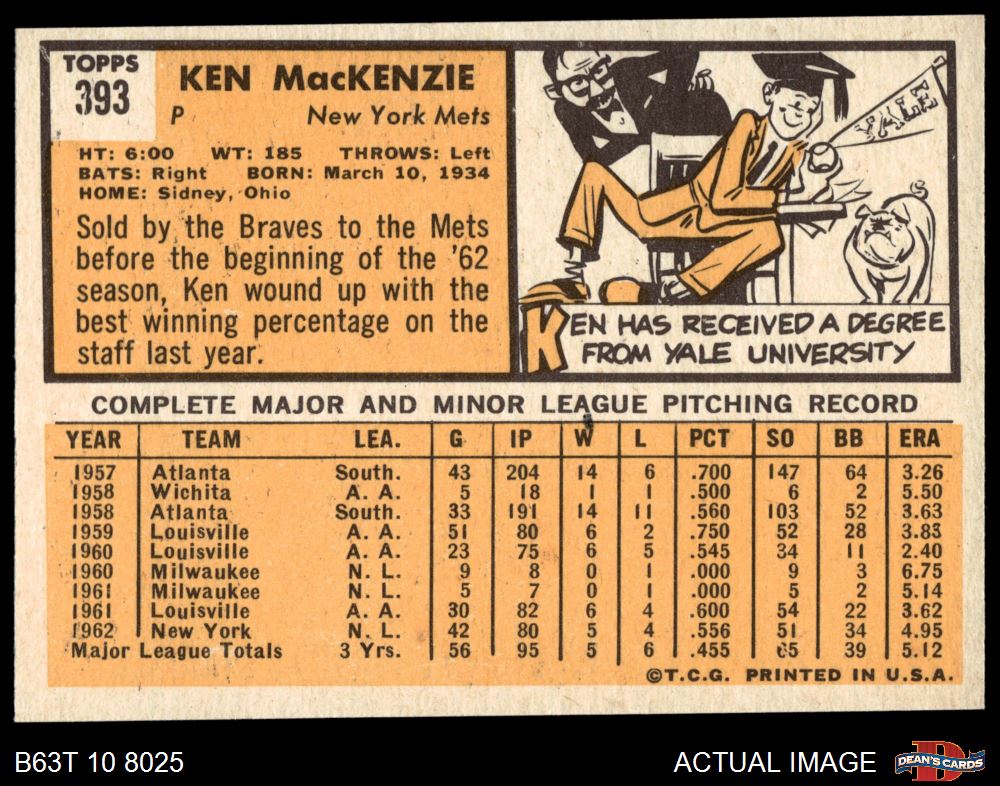 TOPPS
393
KEN MacKENZIE
P New York Mets
HT: 6:00 WT: 185 THROWS: Left
BATS: Right BORN: March 10, 1934
HOME: Sidney, Ohio
Sold by the Braves to the Mets
before the beginning of the '62
season, Ken wound up with the
best winning percentage on the
staff last year.
YALE
KEN HAS RECEIVED A DEGREE
FROM YALE UNIVERSITY
COMPLETE MAJOR AND MINOR LEAGUE PITCHING RECORD
YEAR TEAM LEA. G IP W L PCT SO BB ERA
1957 Atlanta South. 43 204 14 6 .700 147 64 3.26
1958 Wichita A. A. 5 18 1 1 .500 6 2 5.50
1958 Atlanta South. 33 191 14 11 .560 103 52 3.63
1959 Louisville A. A. 51 80 6 2 .750 52 28 3.83
1960 Louisville A. A. 23 75 6 5 .545 34 11 2.40
1960 Milwaukee N. L. 9 8 0 1 .000 9 3 6.75
1961 Milwaukee N. L. 5 7 0 1 .000 5 2 5.14
1961 Louisville A. A. 30 82 6 4 .600 54 22 3.62
1962 New York N. L. 42 80 5 4 .556 51 34 4.95
Major League Totals 3 Yrs. 56 95 5 6 .455 65 39 5.12
©T.C.G. PRINTED IN U.S.A.
B63T 10 8025
ACTUAL IMAGE
DEAN'S CARDS